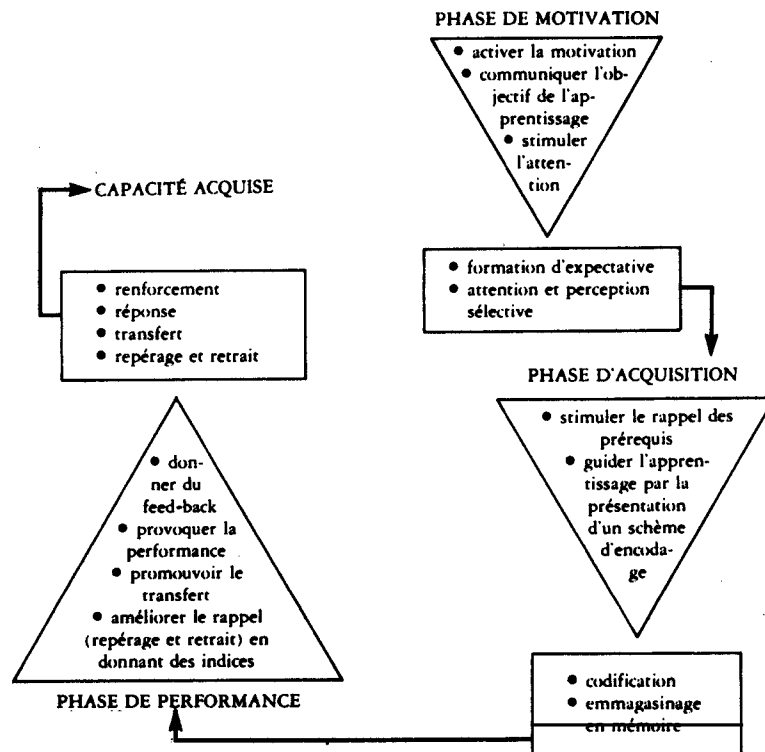 PHASE DE MOTIVATION
• activer la motivation
• communiquer l'ob-
jectif de l'ap-
prentissage
• stimuler
l'atten-
tion
• formation d'expectative
• attention et perception
sélective
PHASE D'ACQUISITION
• stimuler le rappel des
prérequis
• guider l'appren-
tissage par la
présentation
d'un schème
d'encoda-
ge
• codification
• emmagasinage
en mémoire
PHASE DE PERFORMANCE
• don-
ner du
feed-back
• provoquer la
performance
• promouvoir le
transfert
• améliorer le rappel
(repérage et retrait) en
donnant des indices
• renforcement
• réponse
• transfert
• repérage et retrait
CAPACITÉ ACQUISE